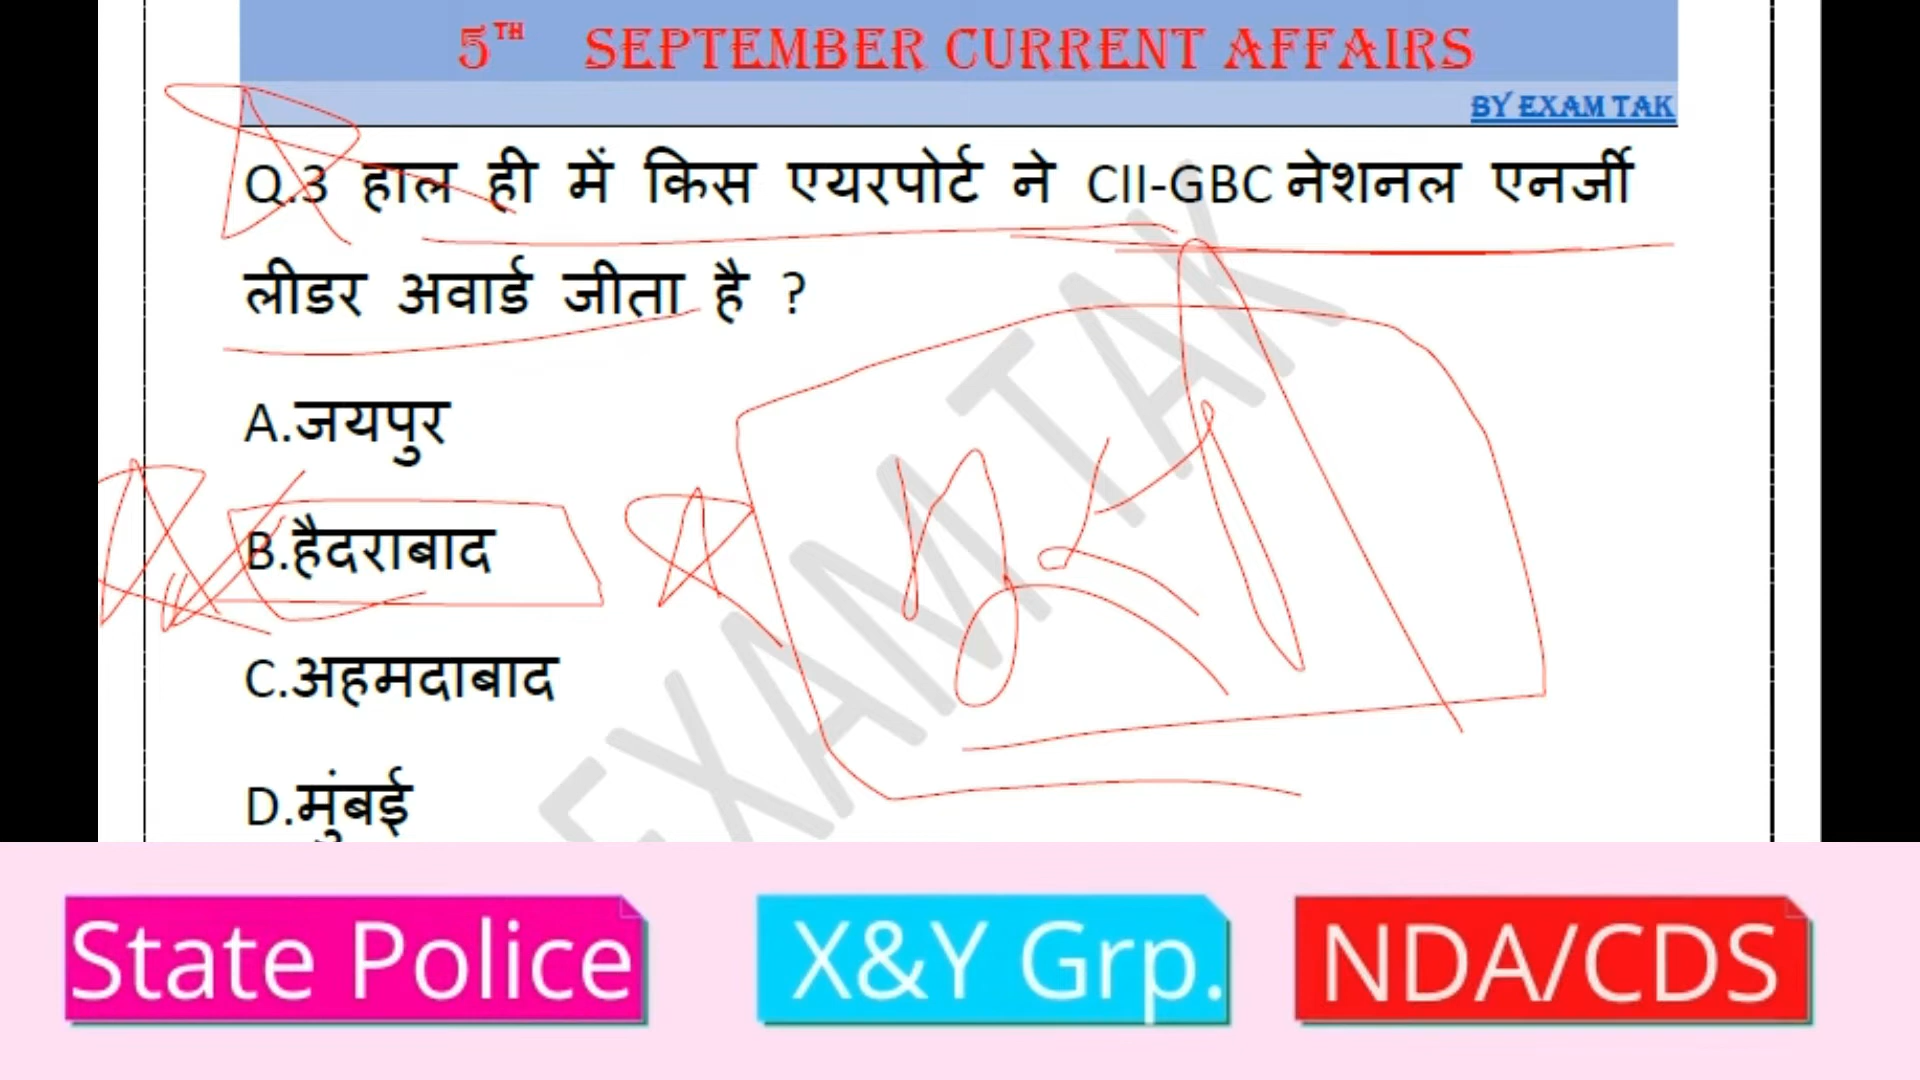 5TH SEPTEMBER CURRENT AFFAIRS
BY EXAM TAK
Q.3 हाल ही में किस एयरपोर्ट ने CII-GBC नेशनल एनर्जी
लीडर अवार्ड जीता है ?
A.जयपुर
B.हैदराबाद
C.अहमदाबाद
D.मुंबई
EXAM TAK
State Police
X&Y Grp.
NDA/CDS